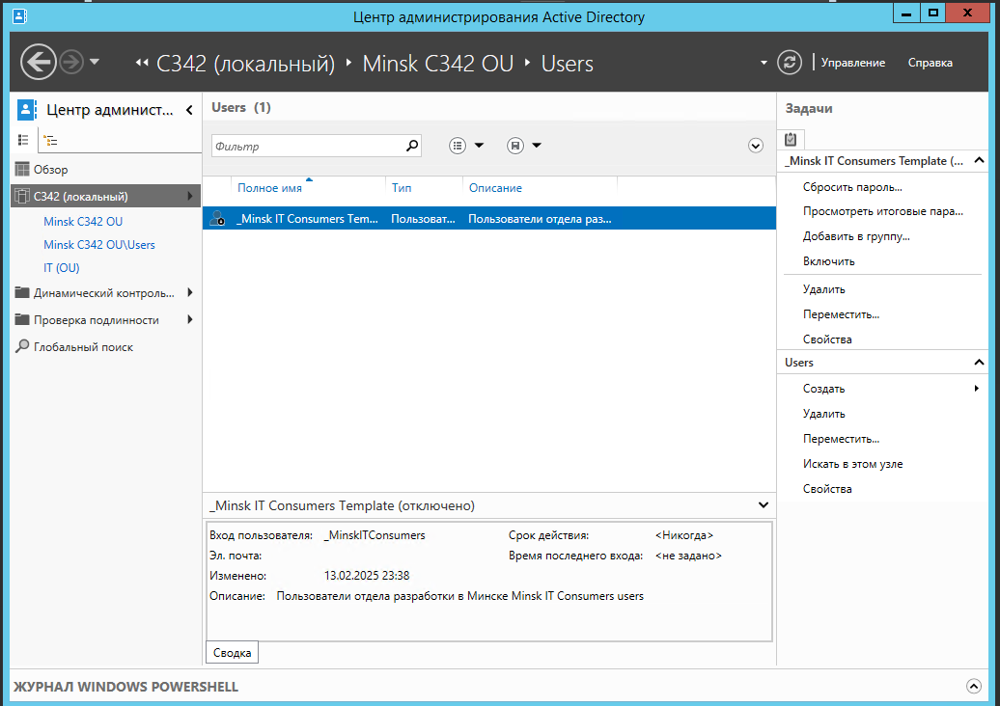 Центр администрирования Active Directory
С342 (локальный) Minsk C342 OU Users
Управление Справка
Центр админист...
Обзор
С342 (локальный)
Minsk C342 OU
Minsk C342 OU\Users
IT (OU)
Динамический контроль...
Проверка подлинности
Глобальный поиск
Users (1)
Фильтр
Полное имя Тип Описание
_Minsk IT Consumers Tem... Пользоват... Пользователи отдела раз...
_Minsk IT Consumers Template (отключено)
Вход пользователя: _MinskITConsumers Срок действия: <Никогда>
Эл. почта: Время последнего входа: <не задано>
Изменено: 13.02.2025 23:38
Описание: Пользователи отдела разработки в Минске Minsk IT Consumers users
Сводка
Задачи
_Minsk IT Consumers Template (...
Сбросить пароль...
Просмотреть итоговые пара...
Добавить в группу...
Включить
Удалить
Переместить...
Свойства
Users
Создать
Удалить
Переместить...
Искать в этом узле
Свойства
ЖУРНАЛ WINDOWS POWERSHELL